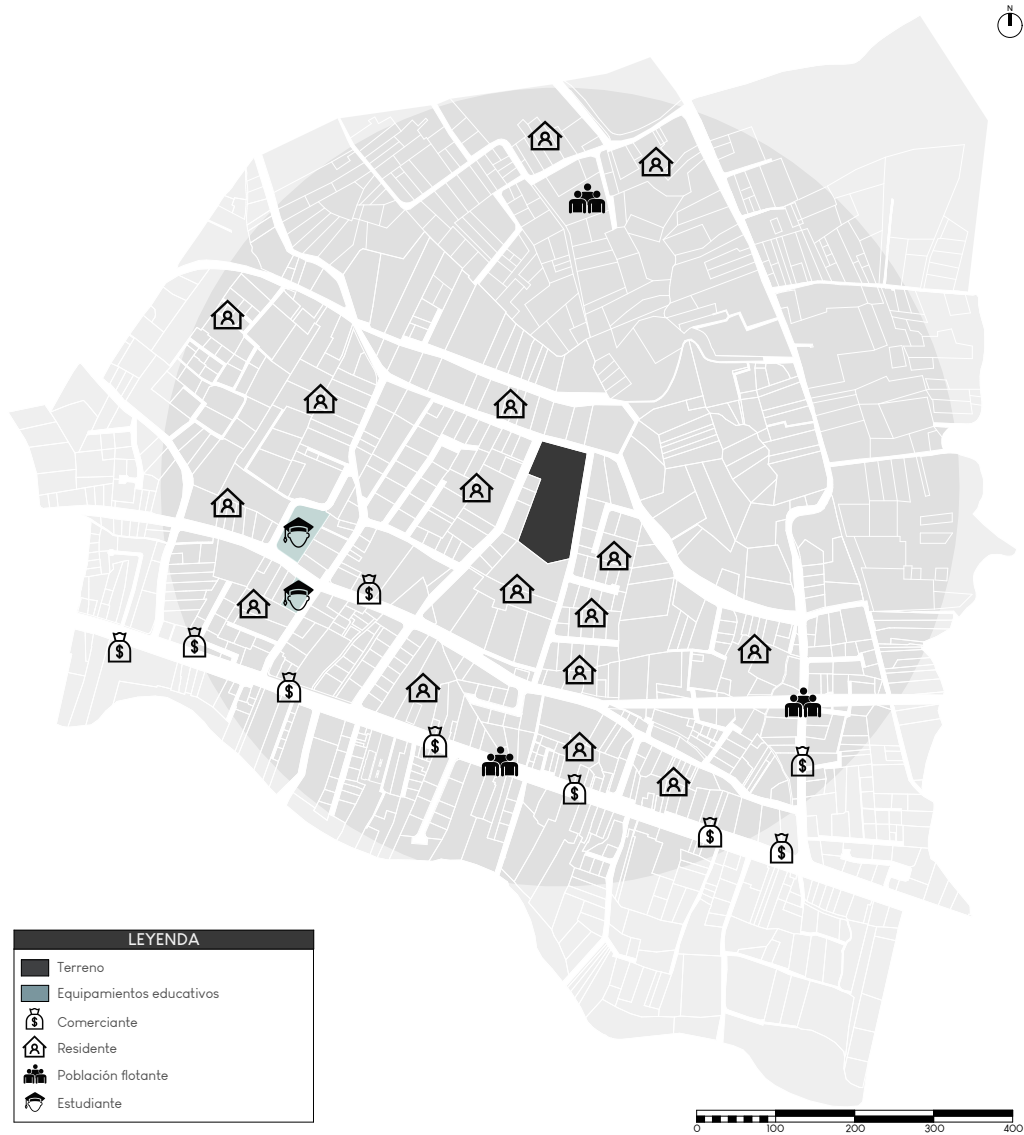 N
LEYENDA
Terreno
Equipamientos educativos
$ Comerciante
Residente
Población flotante
Estudiante
0 100 200 300 400